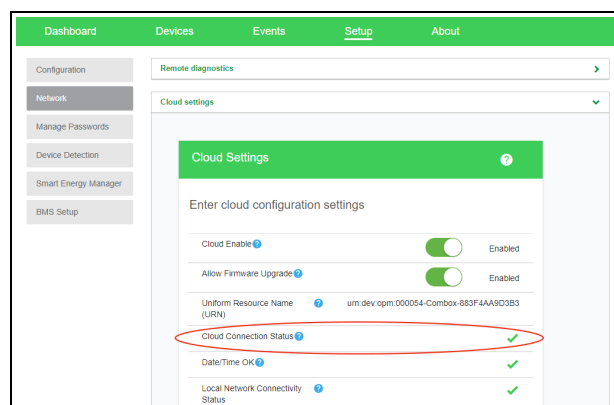 Dashboard Devices Events Setup About
Configuration
Network
Manage Passwords
Device Detection
Smart Energy Manager
BMS Setup
Remote diagnostics
Cloud settings
Cloud Settings ?
Enter cloud configuration settings
Cloud Enable ? Enabled
Allow Firmware Upgrade ? Enabled
Uniform Resource Name ? urn:dev:opm:000054-Combox-883F4AA9D3B3
(URN)
Cloud Connection Status ?
Date/Time OK ?
Local Network Connectivity ?
Status